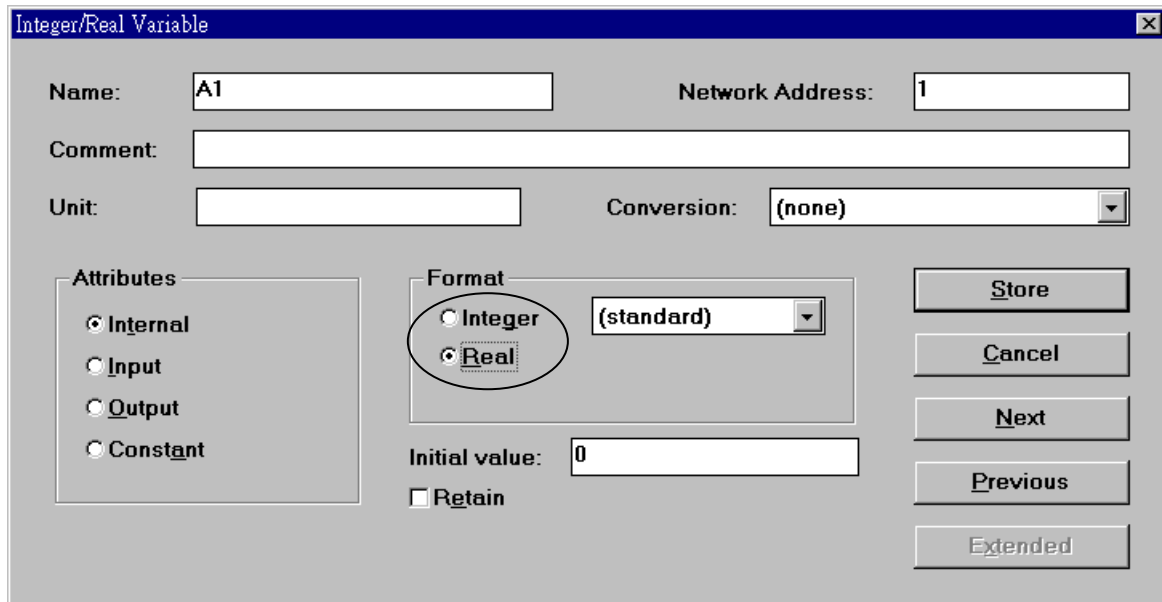 Integer/Real Variable
Name: A1 Network Address: 1
Comment:
Unit: Conversion: (none)
Attributes
Internal
Input
Output
Constant
Format
Integer (standard)
Real
Initial value: 0
Retain
Store
Cancel
Next
Previous
Extended